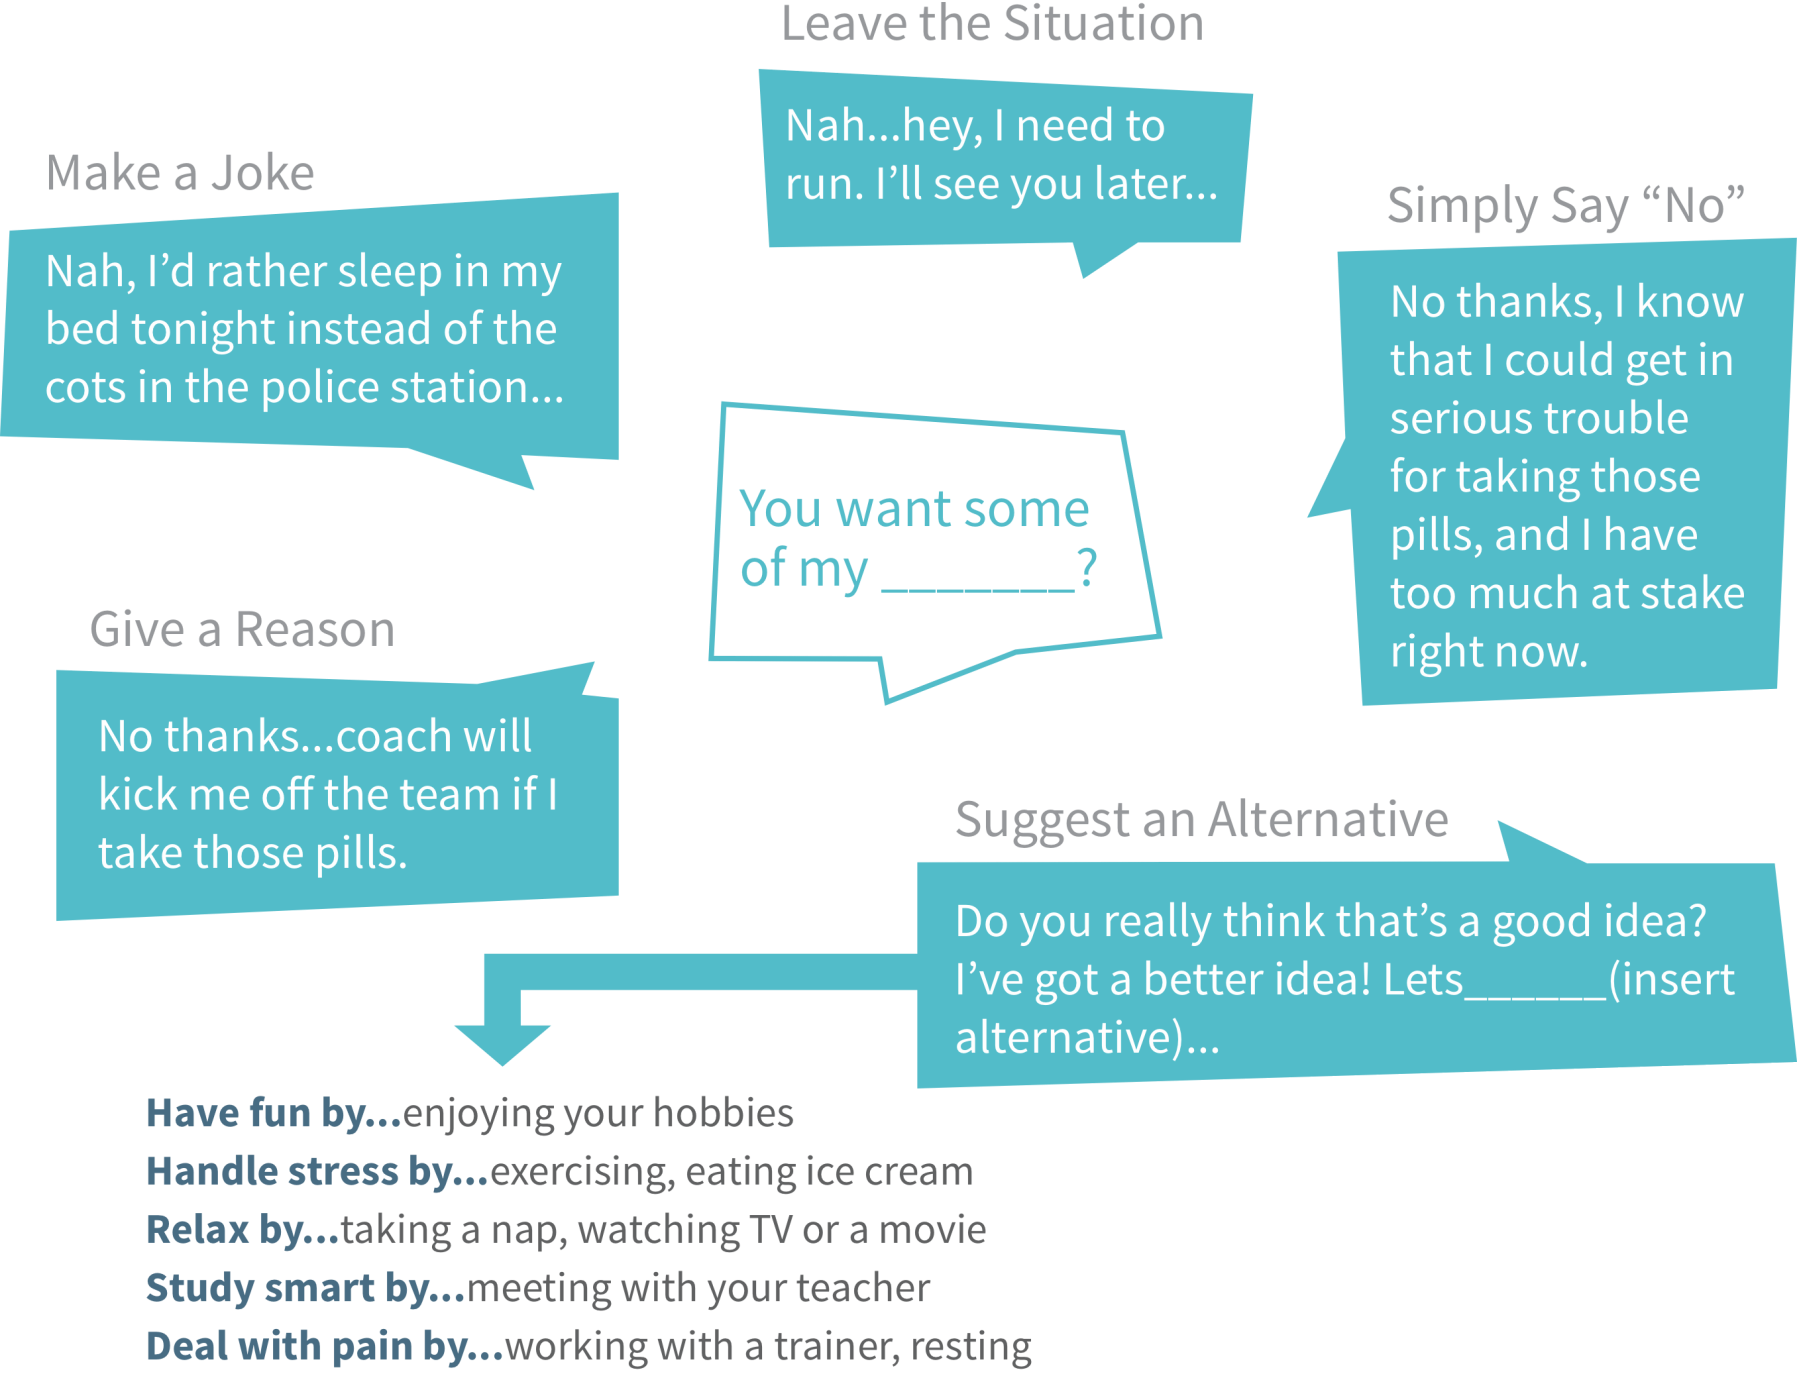 Leave the Situation
Nah...hey, I need to
run. I’ll see you later...
Make a Joke
Nah, I’d rather sleep in my
bed tonight instead of the
cots in the police station...
Simply Say “No”
No thanks, I know
that I could get in
serious trouble
for taking those
pills, and I have
too much at stake
right now.
You want some
of my _______?
Give a Reason
No thanks...coach will
kick me off the team if I
take those pills.
Suggest an Alternative
Do you really think that’s a good idea?
I’ve got a better idea! Lets______(insert
alternative)...
Have fun by...enjoying your hobbies
Handle stress by...exercising, eating ice cream
Relax by...taking a nap, watching TV or a movie
Study smart by...meeting with your teacher
Deal with pain by...working with a trainer, resting